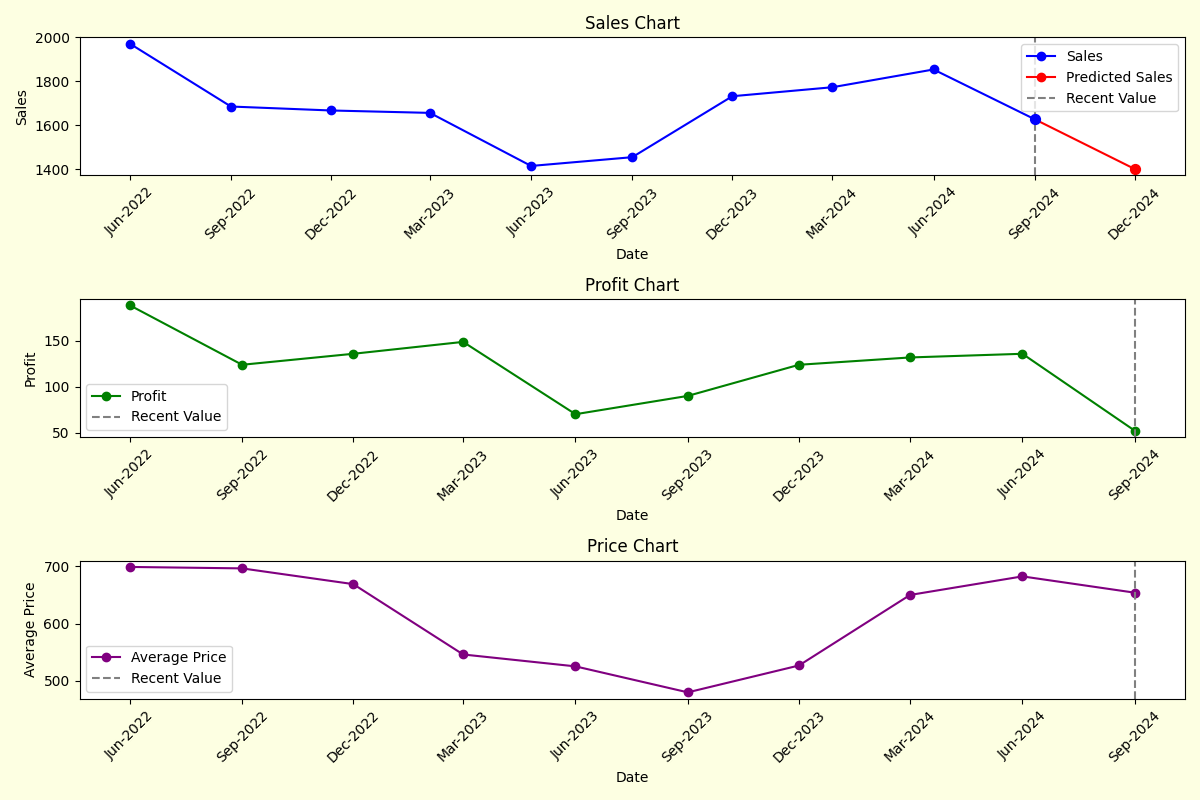 Sales Chart
Sales
2000
1800
1600
1400
Sales
Predicted Sales
Recent Value
Jun-2022
Sep-2022
Dec-2022
Mar-2023
Jun-2023
Sep-2023
Dec-2023
Mar-2024
Jun-2024
Sep-2024
Dec-2024
Date
Profit Chart
Profit
150
100
50
Profit
Recent Value
Jun-2022
Sep-2022
Dec-2022
Mar-2023
Jun-2023
Sep-2023
Dec-2023
Mar-2024
Jun-2024
Sep-2024
Date
Price Chart
Average Price
700
600
500
Average Price
Recent Value
Jun-2022
Sep-2022
Dec-2022
Mar-2023
Jun-2023
Sep-2023
Dec-2023
Mar-2024
Jun-2024
Sep-2024
Date